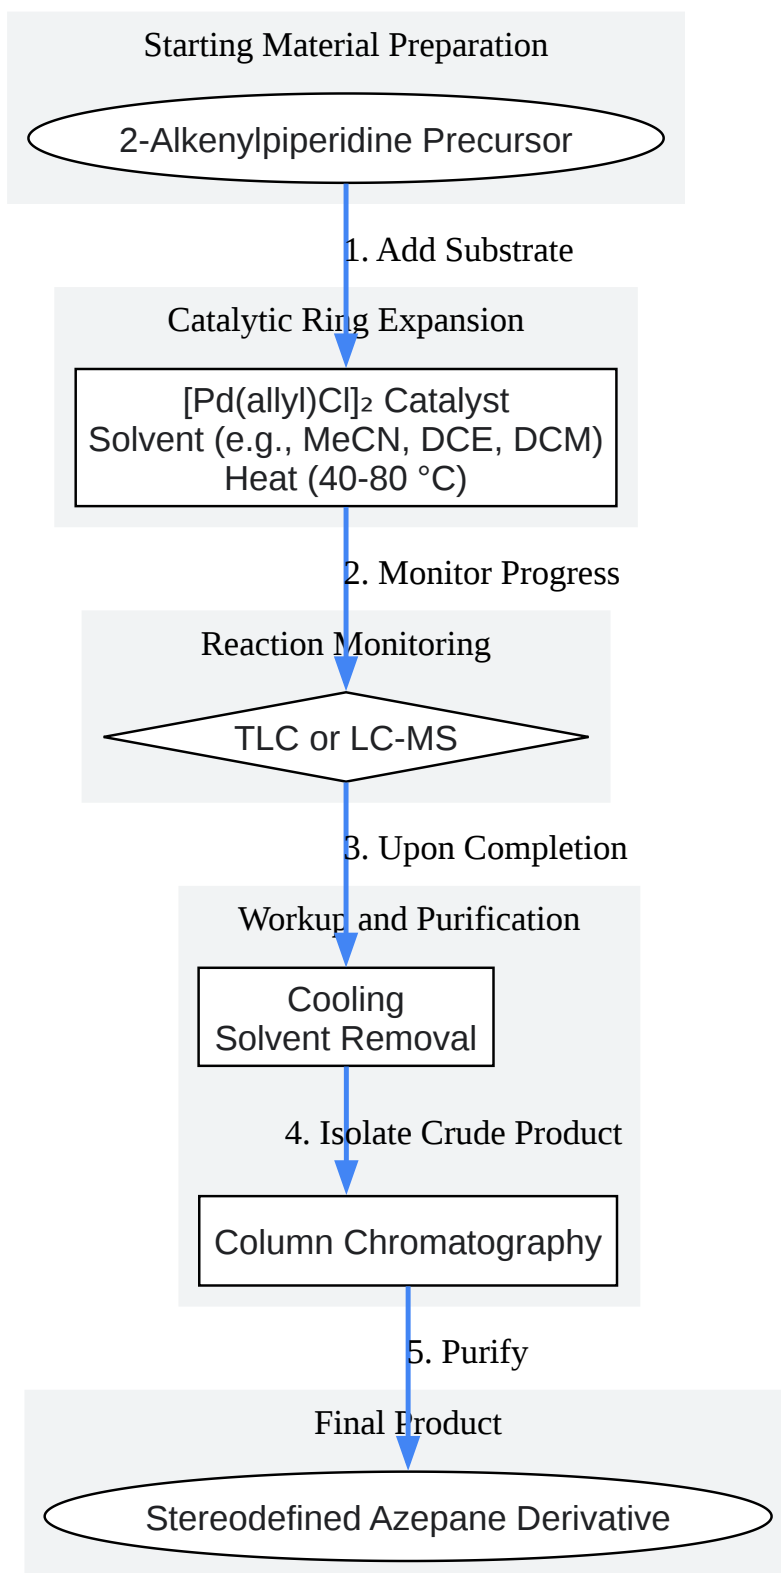 Starting Material Preparation
2-Alkenylpiperidine Precursor
1. Add Substrate
Catalytic Ring Expansion
[Pd(allyl)Cl]₂ Catalyst
Solvent (e.g., MeCN, DCE, DCM)
Heat (40-80 °C)
2. Monitor Progress
Reaction Monitoring
TLC or LC-MS
3. Upon Completion
Workup and Purification
Cooling
Solvent Removal
4. Isolate Crude Product
Column Chromatography
5. Purify
Final Product
Stereodefined Azepane Derivative